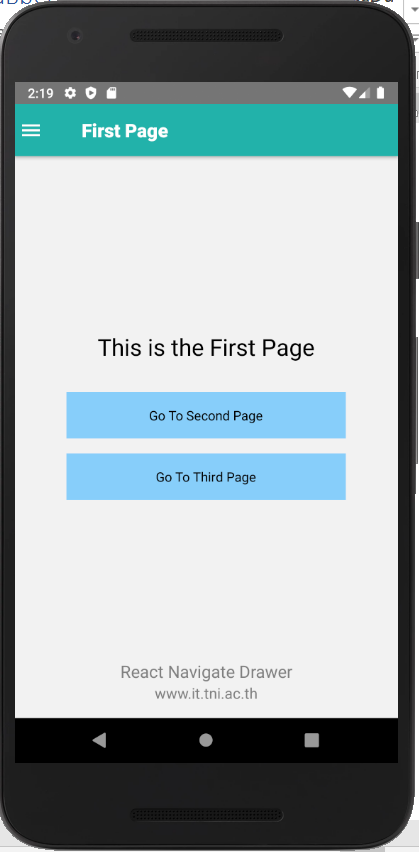 2:19
First Page
This is the First Page
Go To Second Page
Go To Third Page
React Navigate Drawer
www.it.tni.ac.th